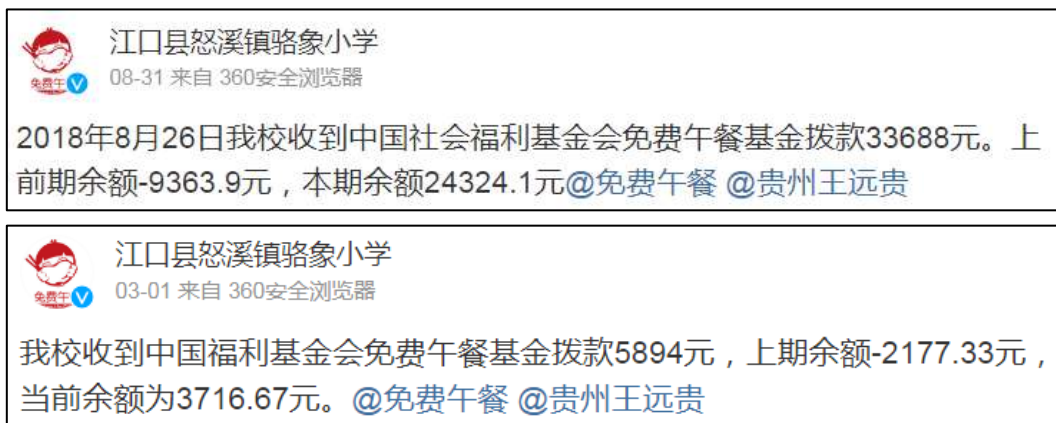 江口县怒溪镇骆象小学
免费午
08-31 来自 360安全浏览器
2018年8月26日我校收到中国社会福利基金会免费午餐基金拨款33688元。上
前期余额-9363.9元，本期余额24324.1元@免费午餐 @贵州王远贵
江口县怒溪镇骆象小学
免费午
03-01 来自 360安全浏览器
我校收到中国福利基金会免费午餐基金拨款5894元，上期余额-2177.33元，
当前余额为3716.67元。@免费午餐 @贵州王远贵